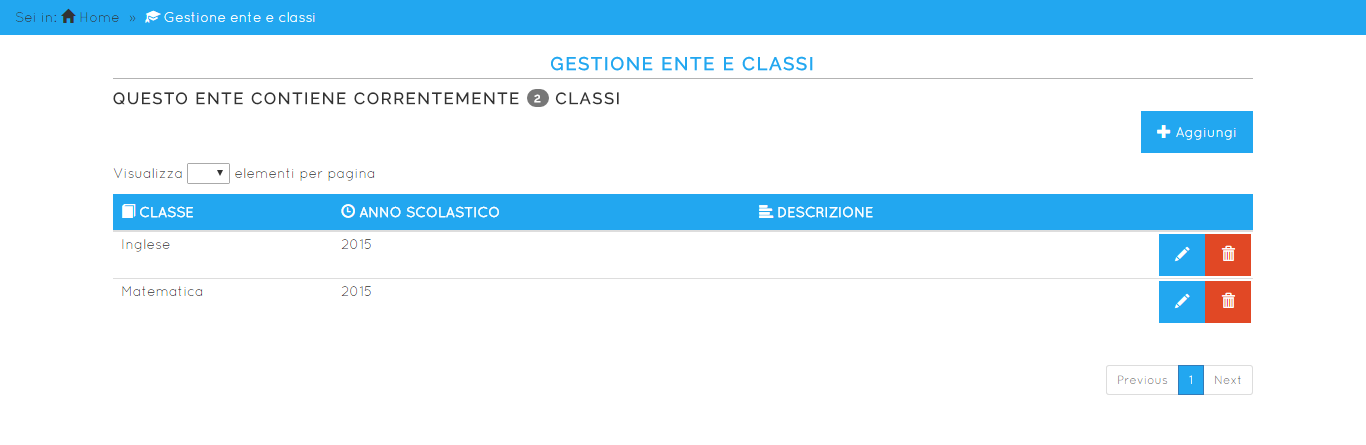 Sei in: Home » Gestione ente e classi
GESTIONE ENTE E CLASSI
QUESTO ENTE CONTIENE CORRENTEMENTE 2 CLASSI
Aggiungi
Visualizza elementi per pagina
CLASSE ANNO SCOLASTICO DESCRIZIONE
Inglese 2015
Matematica 2015
Previous 1 Next